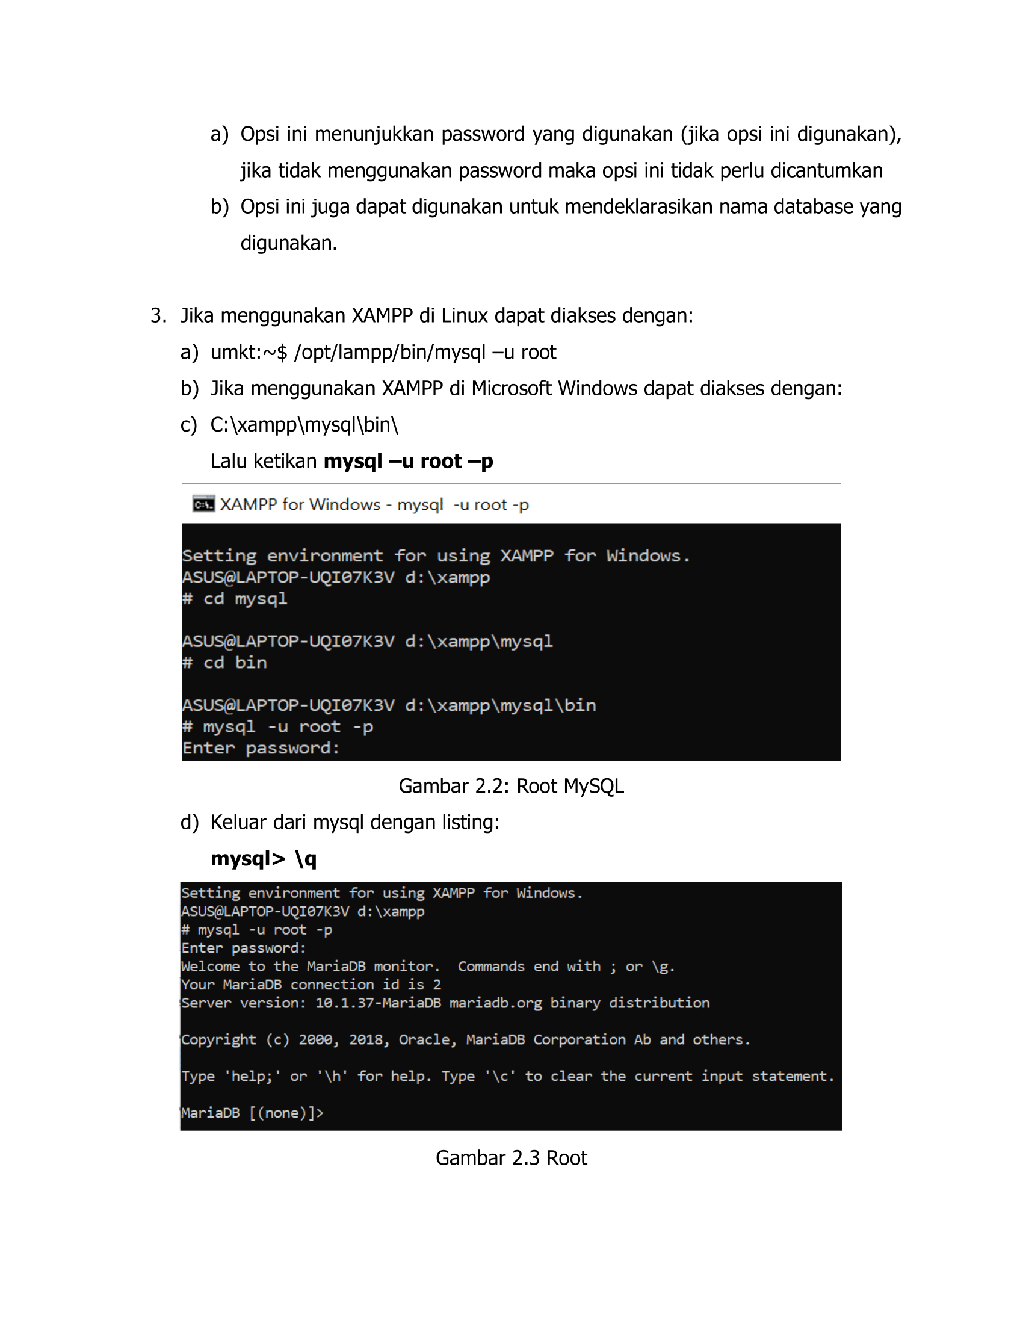 a) Opsi ini menunjukkan password yang digunakan (jika opsi ini digunakan),
jika tidak menggunakan password maka opsi ini tidak perlu dicantumkan
b) Opsi ini juga dapat digunakan untuk mendeklarasikan nama database yang
digunakan.
3. Jika menggunakan XAMPP di Linux dapat diakses dengan:
a) umkt:~$ /opt/lampp/bin/mysql –u root
b) Jika menggunakan XAMPP di Microsoft Windows dapat diakses dengan:
c) C:\xampp\mysql\bin\
Lalu ketikan mysql –u root –p
C:\. XAMPP for Windows - mysql -u root -p
Setting environment for using XAMPP for Windows.
ASUS@LAPTOP-UQI07K3V d:\xampp
# cd mysql
ASUS@LAPTOP-UQI07K3V d:\xampp\mysql
# cd bin
ASUS@LAPTOP-UQI07K3V d:\xampp\mysql\bin
# mysql -u root -p
Enter password:
Gambar 2.2: Root MySQL
d) Keluar dari mysql dengan listing:
mysql> \q
Setting environment for using XAMPP for Windows.
ASUS@LAPTOP-UQI07K3V d:\xampp
# mysql -u root -p
Enter password:
Welcome to the MariaDB monitor.  Commands end with ; or \g.
Your MariaDB connection id is 2
Server version: 10.1.37-MariaDB mariadb.org binary distribution
Copyright (c) 2000, 2018, Oracle, MariaDB Corporation Ab and others.
Type 'help;' or '\h' for help. Type '\c' to clear the current input statement.
MariaDB [(none)]>
Gambar 2.3 Root